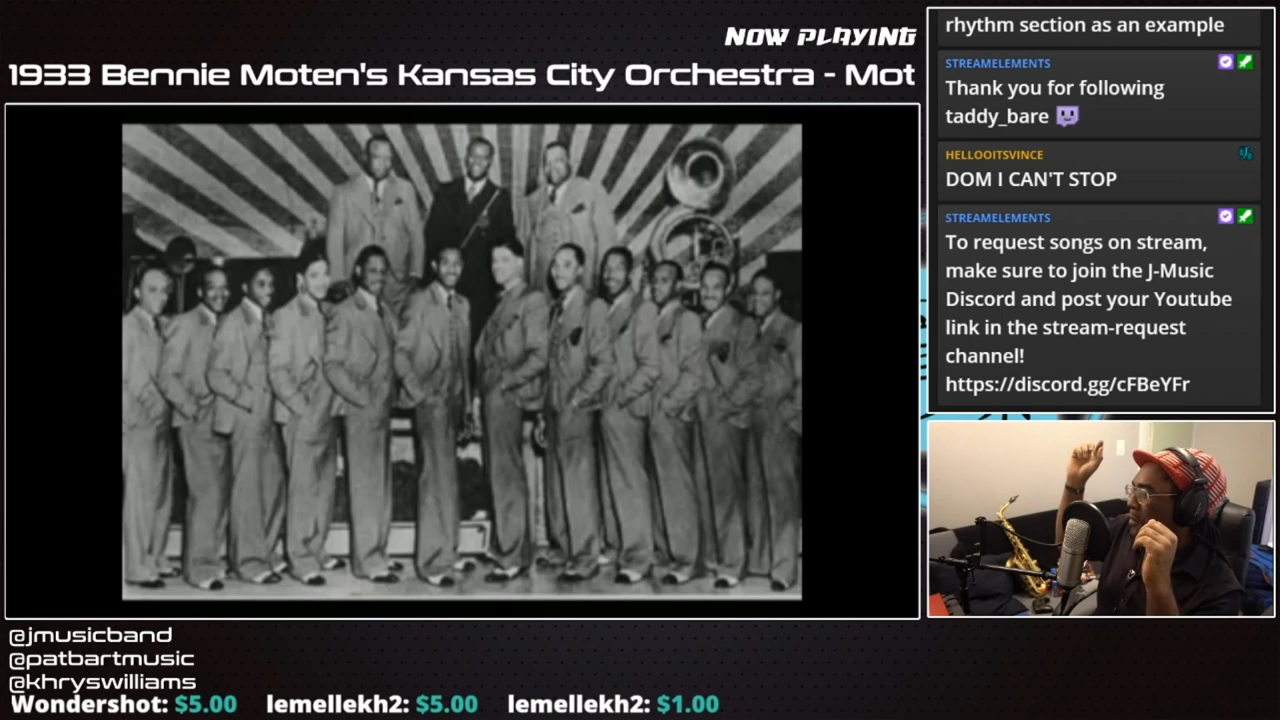 NOW PLAYING
1933 Bennie Moten's Kansas City Orchestra - Mot
rhythm section as an example
STREAMELEMENTS
Thank you for following
taddy_bare
HELLOOITSVINCE
DOM I CAN'T STOP
STREAMELEMENTS
To request songs on stream,
make sure to join the J-Music
Discord and post your Youtube
link in the stream-request
channel!
https://discord.gg/cFBeYFr
@jmusicband
@patbartmusic
@khryswilliams
Wondershot: $5.00 lemellekh2: $5.00 lemellekh2: $1.00